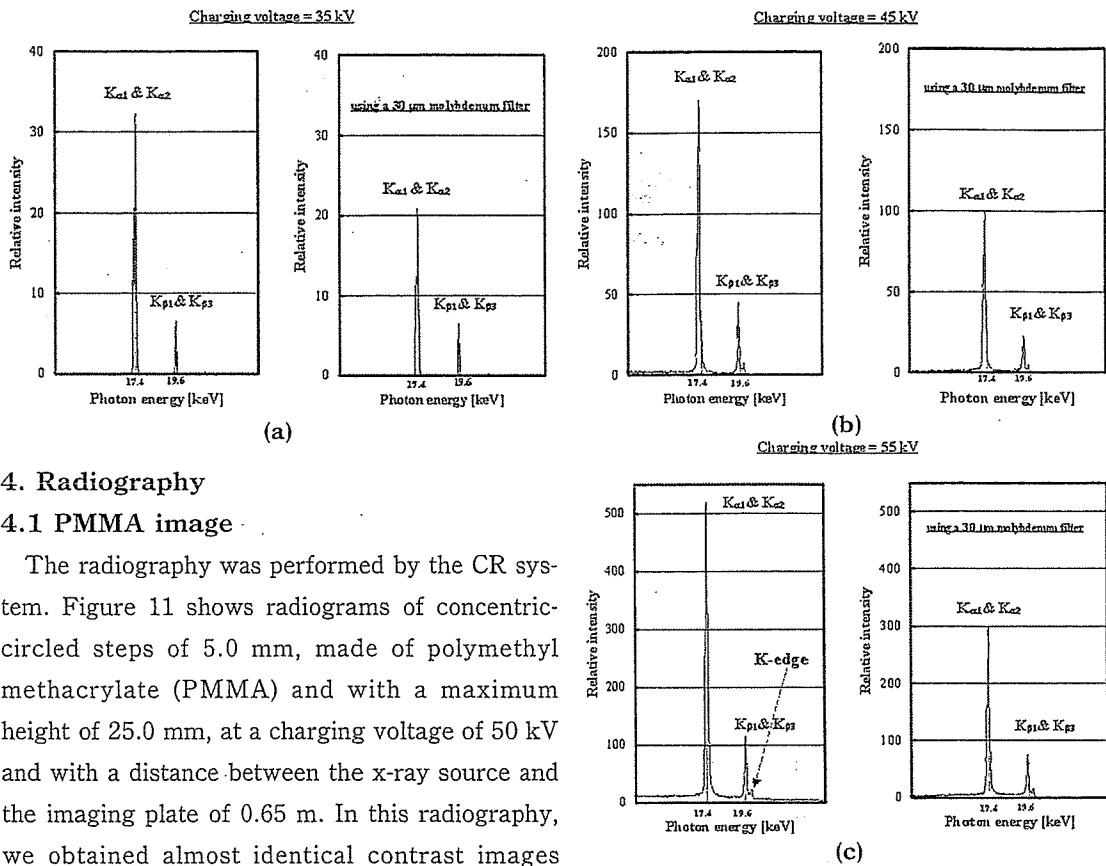 Charging voltage = 35 kV
40
30
20
10
0
Relative intensity
Kα1 & Kα2
Kβ1 & Kβ3
17.4
19.6
Photon energy [keV]
40
30
20
10
0
Relative intensity
using a 30 μm molybdenum filter
Kα1 & Kα2
Kβ1 & Kβ3
17.4
19.6
Photon energy [keV]
(a)
Charging voltage = 45 kV
200
150
100
50
0
Relative intensity
Kα1 & Kα2
Kβ1 & Kβ3
17.4
19.6
Photon energy [keV]
200
150
100
50
0
Relative intensity
using a 30 μm molybdenum filter
Kα1 & Kα2
Kβ1 & Kβ3
17.4
19.6
Photon energy [keV]
(b)
Charging voltage = 55 kV
500
400
300
200
100
0
Relative intensity
Kα1 & Kα2
K-edge
Kβ1 & Kβ3
17.4
19.6
Photon energy [keV]
500
400
300
200
100
0
Relative intensity
using a 30 μm molybdenum filter
Kα1 & Kα2
Kβ1 & Kβ3
17.4
19.6
Photon energy [keV]
(c)
4. Radiography
4.1 PMMA image
The radiography was performed by the CR sys-
tem. Figure 11 shows radiograms of concentric-
circled steps of 5.0 mm, made of polymethyl
methacrylate (PMMA) and with a maximum
height of 25.0 mm, at a charging voltage of 50 kV
and with a distance between the x-ray source and
the imaging plate of 0.65 m. In this radiography,
we obtained almost identical contrast images